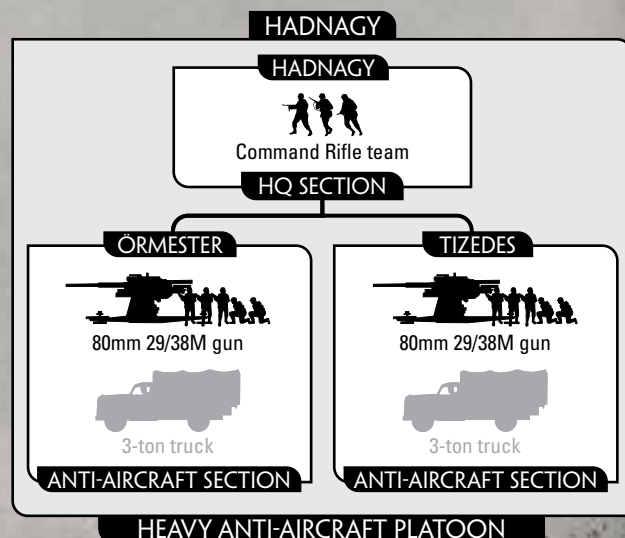 HADNAGY
HADNAGY
Command Rifle team
HQ SECTION
ÖRMESTER
80mm 29/38M gun
3-ton truck
ANTI-AIRCRAFT SECTION
TIZEDES
80mm 29/38M gun
3-ton truck
ANTI-AIRCRAFT SECTION
HEAVY ANTI-AIRCRAFT PLATOON